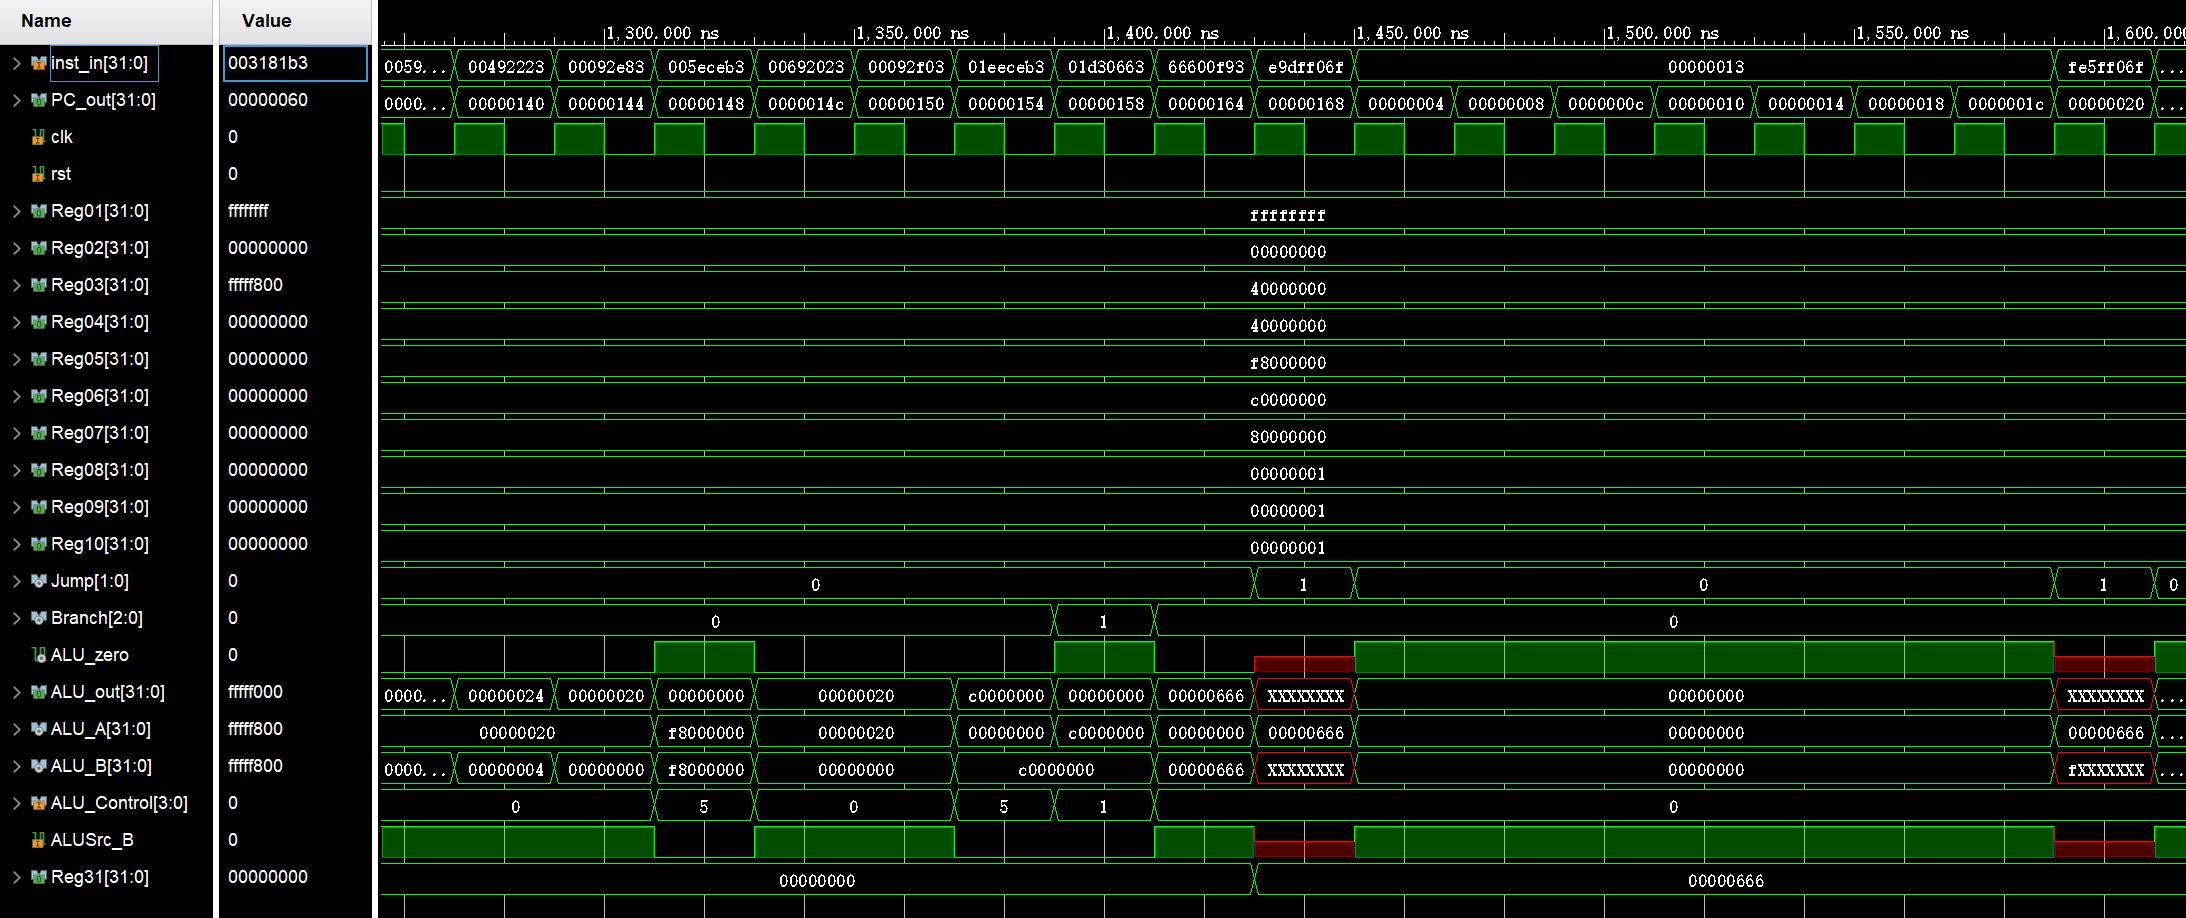 Name Value
1,300.000 ns 1,350.000 ns 1,400.000 ns 1,450.000 ns 1,500.000 ns 1,550.000 ns 1,600.000
inst_in[31:0] 003181b3 0059... 00492223 00092e83 005eceb3 00692023 00092f03 01eeceb3 01d30663 66600f93 e9dff06f 00000013 fe5ff06f ...
PC_out[31:0] 00000060 0000... 00000140 00000144 00000148 0000014c 00000150 00000154 00000158 00000164 00000168 00000004 00000008 0000000c 00000010 00000014 00000018 0000001c 00000020 ...
clk 0
rst 0
Reg01[31:0] ffffffff ffffffff
Reg02[31:0] 00000000 00000000
Reg03[31:0] fffff800 40000000
Reg04[31:0] 00000000 40000000
Reg05[31:0] 00000000 f8000000
Reg06[31:0] 00000000 c0000000
Reg07[31:0] 00000000 80000000
Reg08[31:0] 00000000 00000001
Reg09[31:0] 00000000 00000001
Reg10[31:0] 00000000 00000001
Jump[1:0] 0 0 1 0 1 0
Branch[2:0] 0 0 1 0
ALU_zero 0
ALU_out[31:0] fffff000 0000... 00000024 00000020 00000000 00000020 c0000000 00000000 00000666 XXXXXXXX 00000000 XXXXXXXX ...
ALU_A[31:0] fffff800 00000020 f8000000 00000020 00000000 c0000000 00000000 00000666 00000000 00000666 ...
ALU_B[31:0] fffff800 0000... 00000004 00000000 f8000000 00000000 c0000000 00000666 XXXXXXXX 00000000 fXXXXXXX ...
ALU_Control[3:0] 0 0 5 0 5 1 0
ALUSrc_B 0
Reg31[31:0] 00000000 00000000 00000666